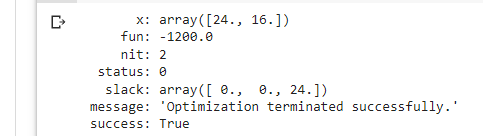 x: array([24., 16.])
fun: -1200.0
nit: 2
status: 0
slack: array([ 0.,  0., 24.])
message: 'Optimization terminated successfully.'
success: True